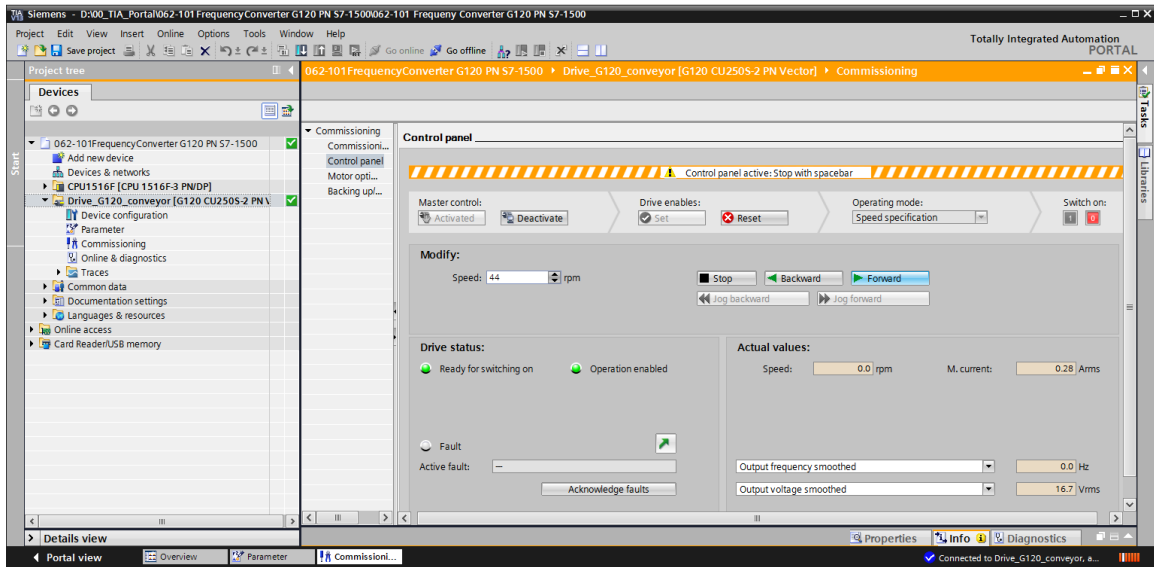 Siemens - D:\00_TIA_Portal\062-101 FrequencyConverter G120 PN S7-1500\062-101 Frequeny Converter G120 PN S7-1500
Project Edit View Insert Online Options Tools Window Help
Totally Integrated Automation
PORTAL
Save project Go online Go offline
Project tree
062-101FrequencyConverter G120 PN S7-1500 Drive_G120_conveyor [G120 CU250S-2 PN Vector] Commissioning
Devices
Start
062-101FrequencyConverter G120 PN S7-1500
Add new device
Devices & networks
CPU1516F [CPU 1516F-3 PN/DP]
Drive_G120_conveyor [G120 CU250S-2 PN V
Device configuration
Parameter
Commissioning
Online & diagnostics
Traces
Common data
Documentation settings
Languages & resources
Online access
Card Reader/USB memory
Details view
Commissioning
Commissioni...
Control panel
Motor opti...
Backing up/...
Control panel
Control panel active: Stop with spacebar
Master control: Drive enables: Operating mode: Switch on:
Activated Deactivate Set Reset Speed specification 1 0
Modify:
Speed: 44 rpm Stop Backward Forward
Jog backward Jog forward
Drive status:
Ready for switching on Operation enabled
Fault
Active fault: —
Acknowledge faults
Actual values:
Speed: 0.0 rpm M. current: 0.28 Arms
Output frequency smoothed 0.0 Hz
Output voltage smoothed 16.7 Vrms
Tasks
Libraries
Properties Info Diagnostics
Portal view Overview Parameter Commissioni... Connected to Drive_G120_conveyor, a...